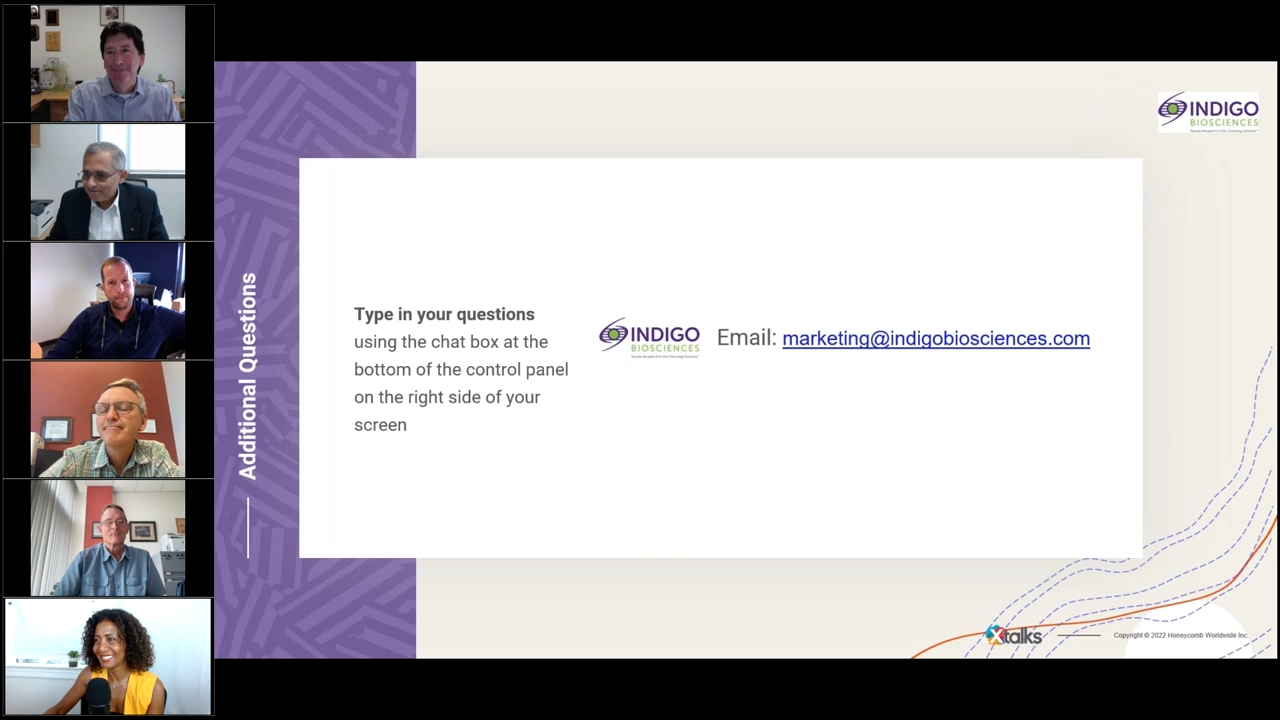 INDIGO
BIOSCIENCES
Additional Questions
Type in your questions
using the chat box at the
bottom of the control panel
on the right side of your
screen
INDIGO
BIOSCIENCES
Email: marketing@indigobiosciences.com
Xtalks
Copyright © 2022 Honeycomb Worldwide Inc.